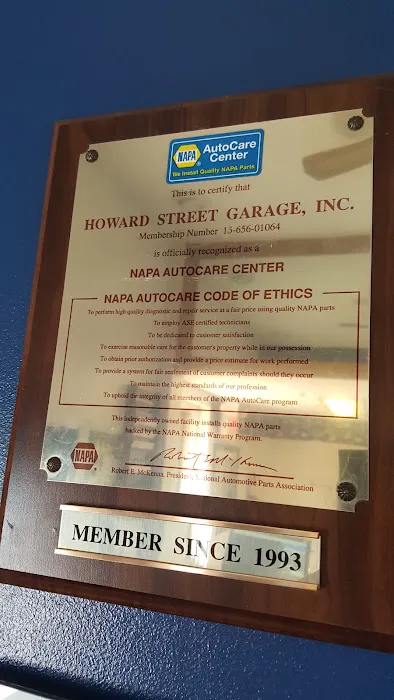 NAPA AutoCare Center
We Install Quality NAPA Parts
This is to certify that
HOWARD STREET GARAGE, INC.
Membership Number 13-656-01064
is officially recognized as a
NAPA AUTOCARE CENTER
NAPA AUTOCARE CODE OF ETHICS
To perform high quality diagnostic and repair service at a fair price using quality NAPA parts
To employ ASE certified technicians
To be dedicated to customer satisfaction
To exercise reasonable care for the customer's property while in our possession
To obtain prior authorization and provide a price estimate for work performed
To provide a system for fair settlement of customer complaints should they occur
To maintain the highest standards of our profession
To uphold the integrity of all members of the NAPA AutoCare program
This independently owned facility installs quality NAPA parts
backed by the NAPA National Warranty Program.
NAPA
Robert E. McKenna, President, National Automotive Parts Association
MEMBER SINCE 1993